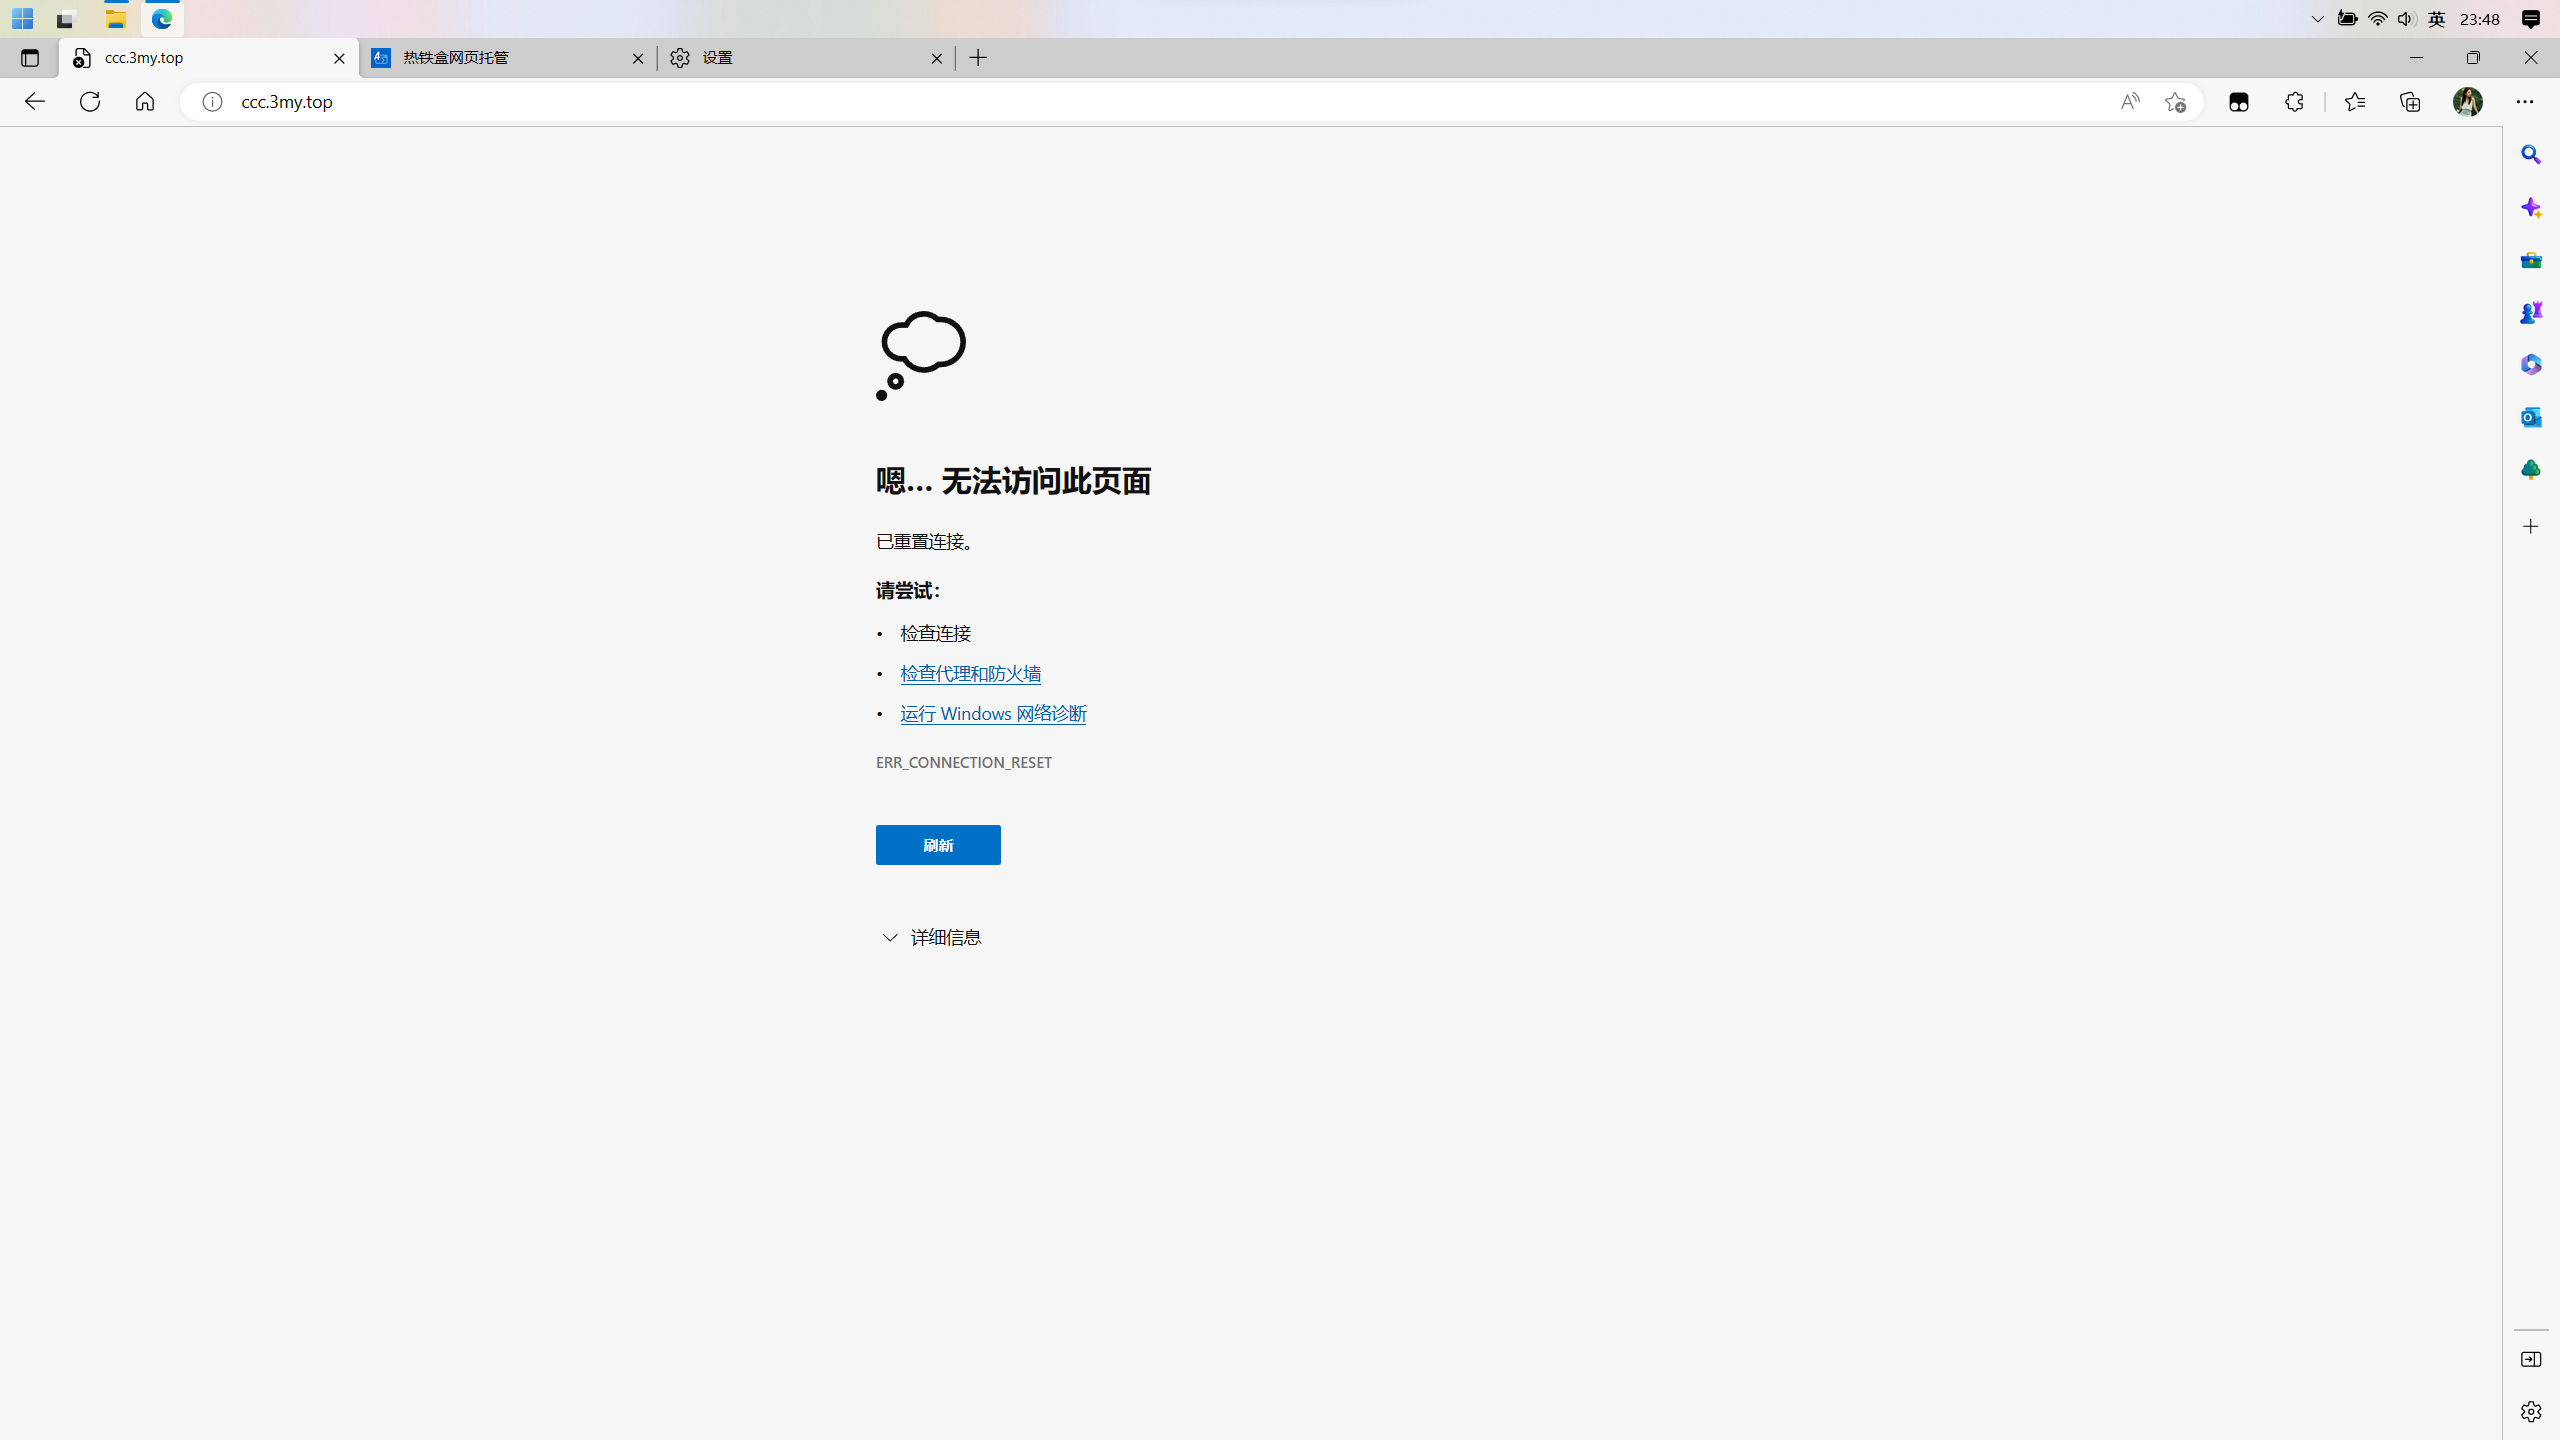 英 23:48
ccc.3my.top
热铁盒网页托管
设置
ccc.3my.top
嗯… 无法访问此页面
已重置连接。
请尝试：
• 检查连接
• 检查代理和防火墙
• 运行 Windows 网络诊断
ERR_CONNECTION_RESET
刷新
详细信息